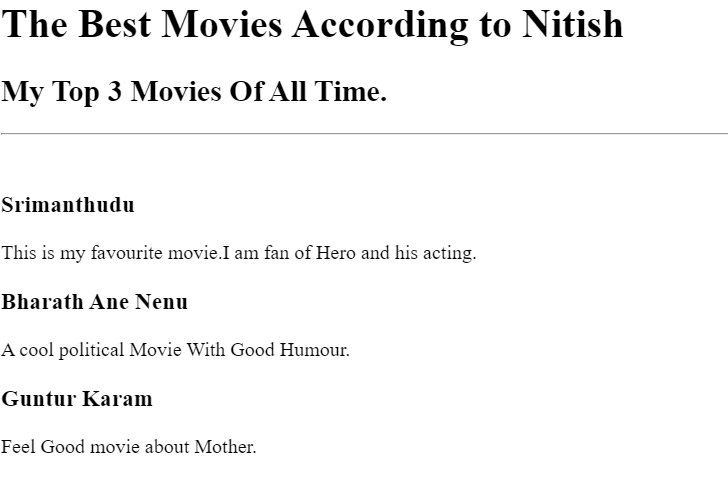 The Best Movies According to Nitish
My Top 3 Movies Of All Time.
Srimanthudu
This is my favourite movie.I am fan of Hero and his acting.
Bharath Ane Nenu
A cool political Movie With Good Humour.
Guntur Karam
Feel Good movie about Mother.